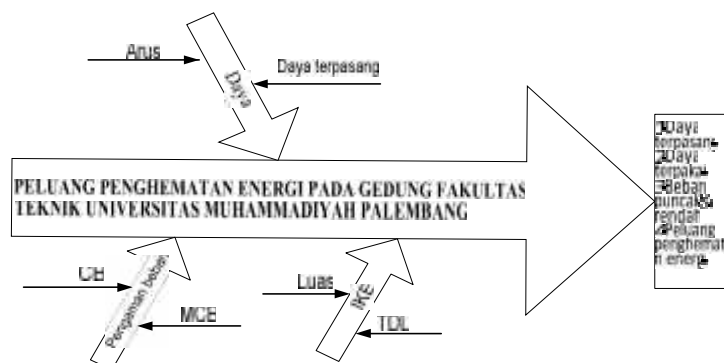 Arus
Daya terpasang
Daya
PELUANG PENGHEMATAN ENERGI PADA GEDUNG FAKULTAS
TEKNIK UNIVERSITAS MUHAMMADIYAH PALEMBANG
Daya
terpasang
Daya
terpakai
Beban
puncak
rendah
Peluang
penghemat
n energi
CB
Pengaman beban
MCB
Luas
IKE
TDL